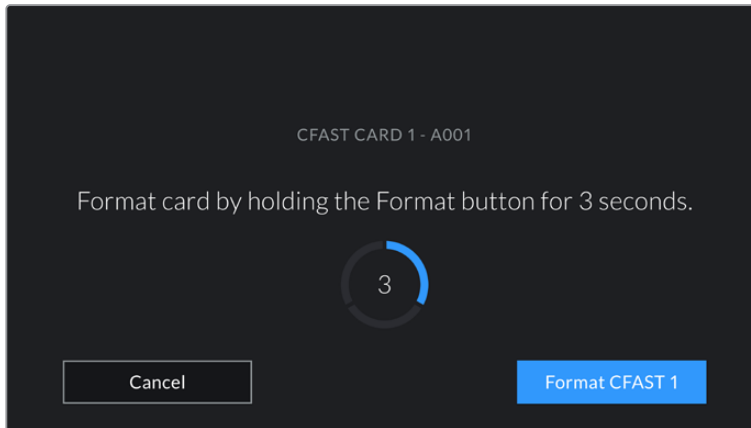 CFAST CARD 1 - A001
Format card by holding the Format button for 3 seconds.
3
Cancel
Format CFAST 1